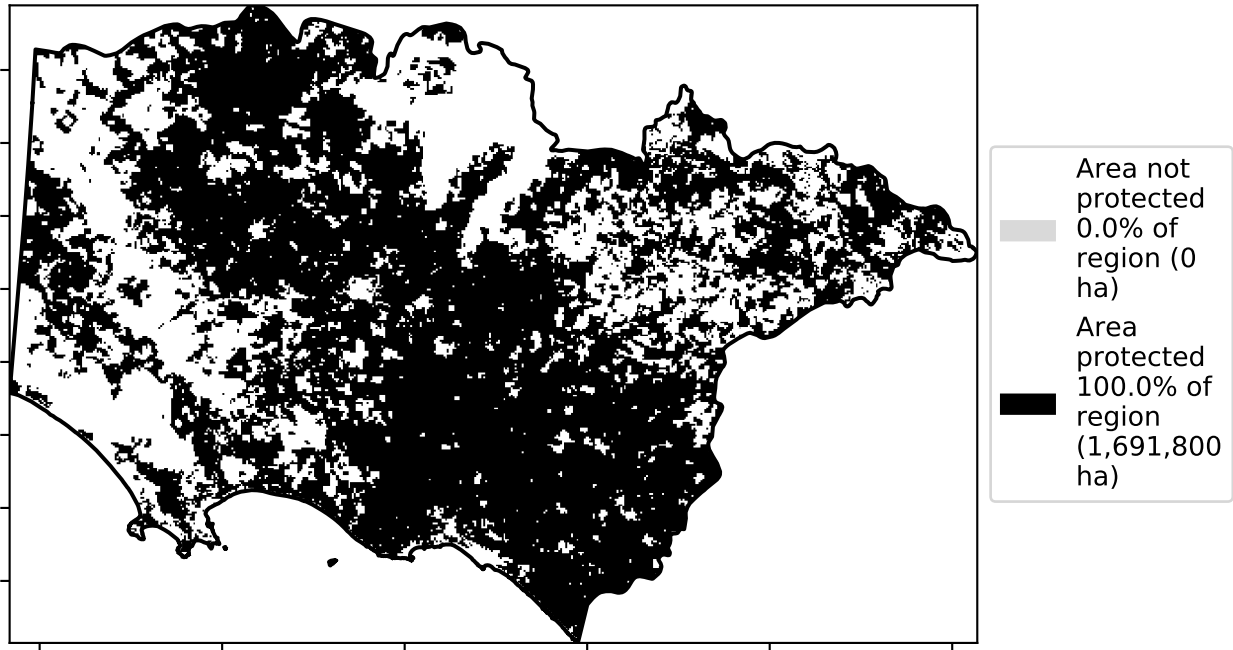 Area not
protected
0.0% of
region (0
ha)
Area
protected
100.0% of
region
(1,691,800
ha)